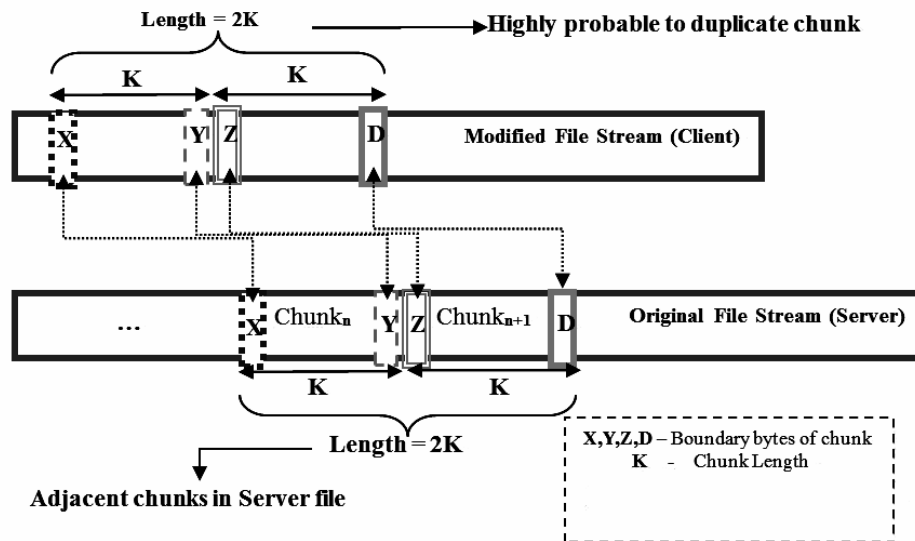 Length = 2K
Highly probable to duplicate chunk
K K
X Y Z D Modified File Stream (Client)
... X Chunkn Y Z Chunkn+1 D Original File Stream (Server)
K K
Length = 2K
Adjacent chunks in Server file
X,Y,Z,D – Boundary bytes of chunk
K - Chunk Length